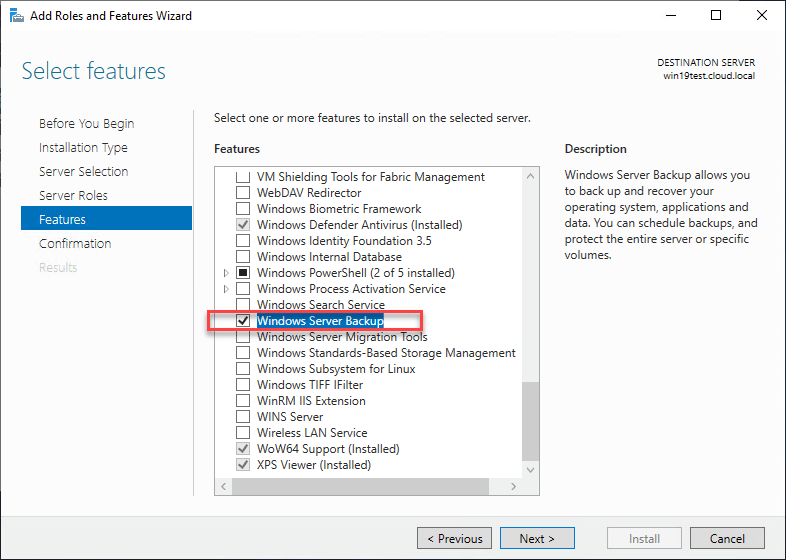 Add Roles and Features Wizard
Select features
DESTINATION SERVER
win19test.cloud.local
Before You Begin
Installation Type
Server Selection
Server Roles
Features
Confirmation
Results
Select one or more features to install on the selected server.
Features
VM Shielding Tools for Fabric Management
WebDAV Redirector
Windows Biometric Framework
Windows Defender Antivirus (Installed)
Windows Identity Foundation 3.5
Windows Internal Database
Windows PowerShell (2 of 5 installed)
Windows Process Activation Service
Windows Search Service
Windows Server Backup
Windows Server Migration Tools
Windows Standards-Based Storage Management
Windows Subsystem for Linux
Windows TIFF IFilter
WinRM IIS Extension
WINS Server
Wireless LAN Service
WoW64 Support (Installed)
XPS Viewer (Installed)
Description
Windows Server Backup allows you
to back up and recover your
operating system, applications and
data. You can schedule backups, and
protect the entire server or specific
volumes.
< Previous
Next >
Install
Cancel